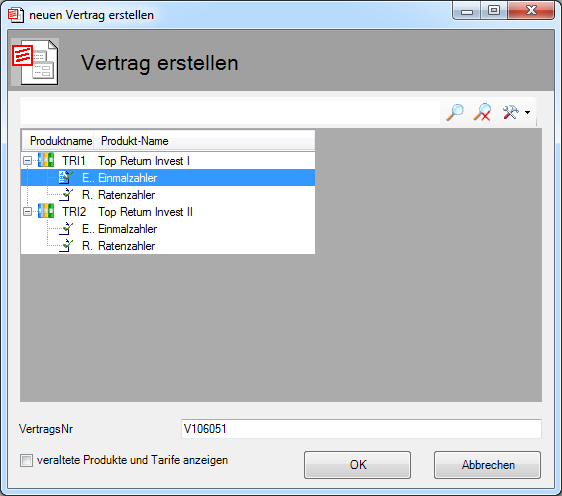 neuen Vertrag erstellen
Vertrag erstellen
Produktname Produkt-Name
TRI1 Top Return Invest I
E.. Einmalzahler
R. Ratenzahler
TRI2 Top Return Invest II
E.. Einmalzahler
R. Ratenzahler
VertragsNr V106051
veraltete Produkte und Tarife anzeigen
OK Abbrechen